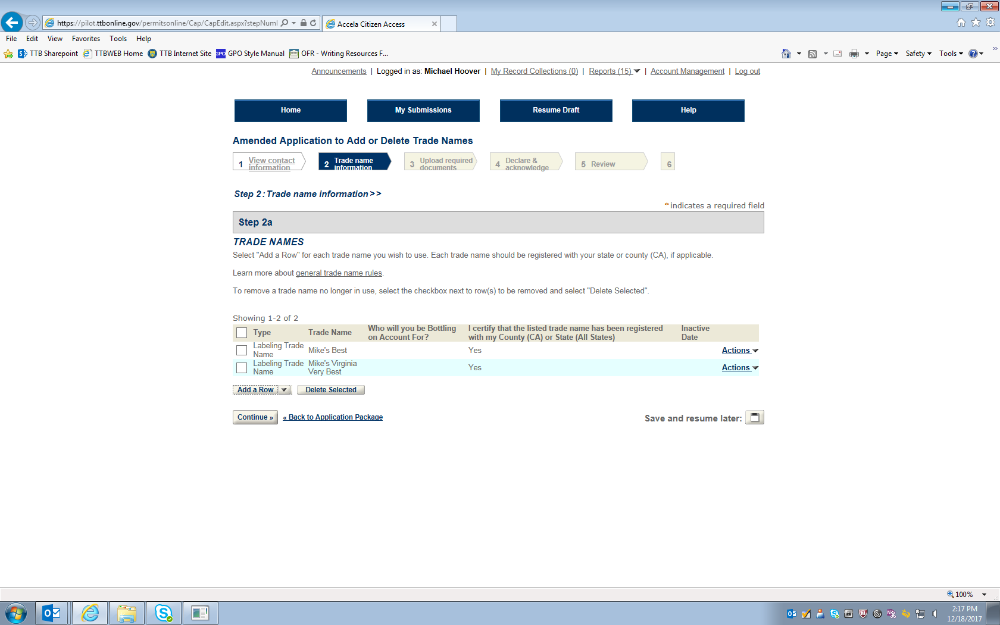 https://pilot.ttbonline.gov/permitsonline/Cap/CapEdit.aspx?stepNuml
Accela Citizen Access
File Edit View Favorites Tools Help
TTB Sharepoint TTBWEB Home TTB Internet Site GPO GPO Style Manual OFR - Writing Resources F... Page Safety Tools
Announcements | Logged in as: Michael Hoover | My Record Collections (0) | Reports (15) | Account Management | Log out
Home My Submissions Resume Draft Help
Amended Application to Add or Delete Trade Names
1 View contact information
2 Trade name information
3 Upload required documents
4 Declare & acknowledge
5 Review
6
Step 2: Trade name information>>
* indicates a required field
Step 2a
TRADE NAMES
Select "Add a Row" for each trade name you wish to use. Each trade name should be registered with your state or county (CA), if applicable.
Learn more about general trade name rules.
To remove a trade name no longer in use, select the checkbox next to row(s) to be removed and select "Delete Selected".
Showing 1-2 of 2
Type Trade Name Who will you be Bottling on Account For? I certify that the listed trade name has been registered with my County (CA) or State (All States) Inactive Date
Labeling Trade Name Mike's Best Yes Actions
Labeling Trade Name Mike's Virginia Very Best Yes Actions
Add a Row Delete Selected
Continue » « Back to Application Package Save and resume later:
100%
2:17 PM
12/18/2017